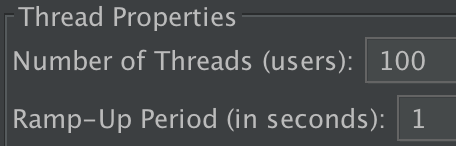 Thread Properties
Number of Threads (users): 100
Ramp-Up Period (in seconds): 1